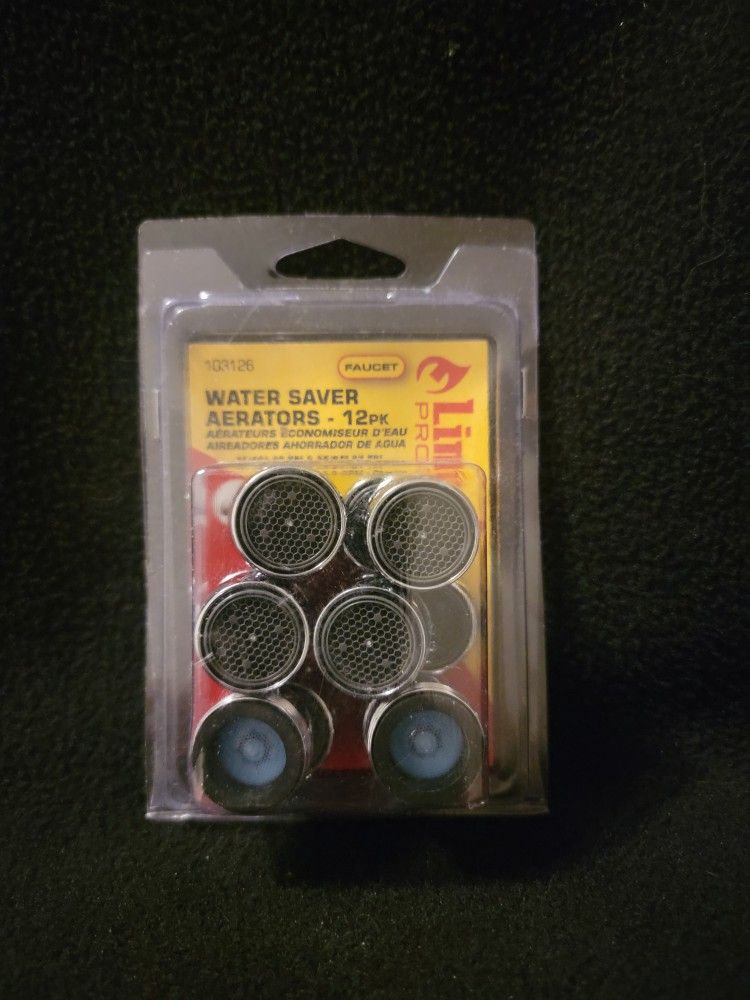 103126
FAUCET
WATER SAVER
AERATORS - 12PK
AÉRATEURS ÉCONOMISEUR D'EAU
AIREADORES AHORRADOR DE AGUA